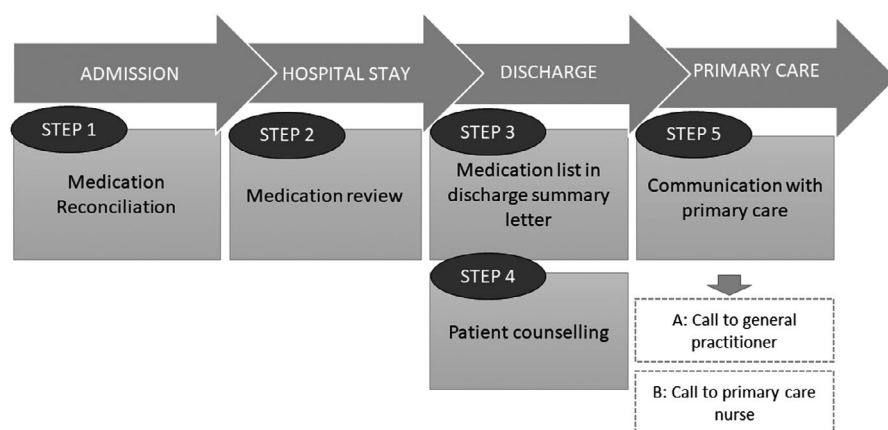 ADMISSION
HOSPITAL STAY
DISCHARGE
PRIMARY CARE
STEP 1
Medication
Reconciliation
STEP 2
Medication review
STEP 3
Medication list in
discharge summary
letter
STEP 4
Patient counselling
STEP 5
Communication with
primary care
A: Call to general
practitioner
B: Call to primary care
nurse